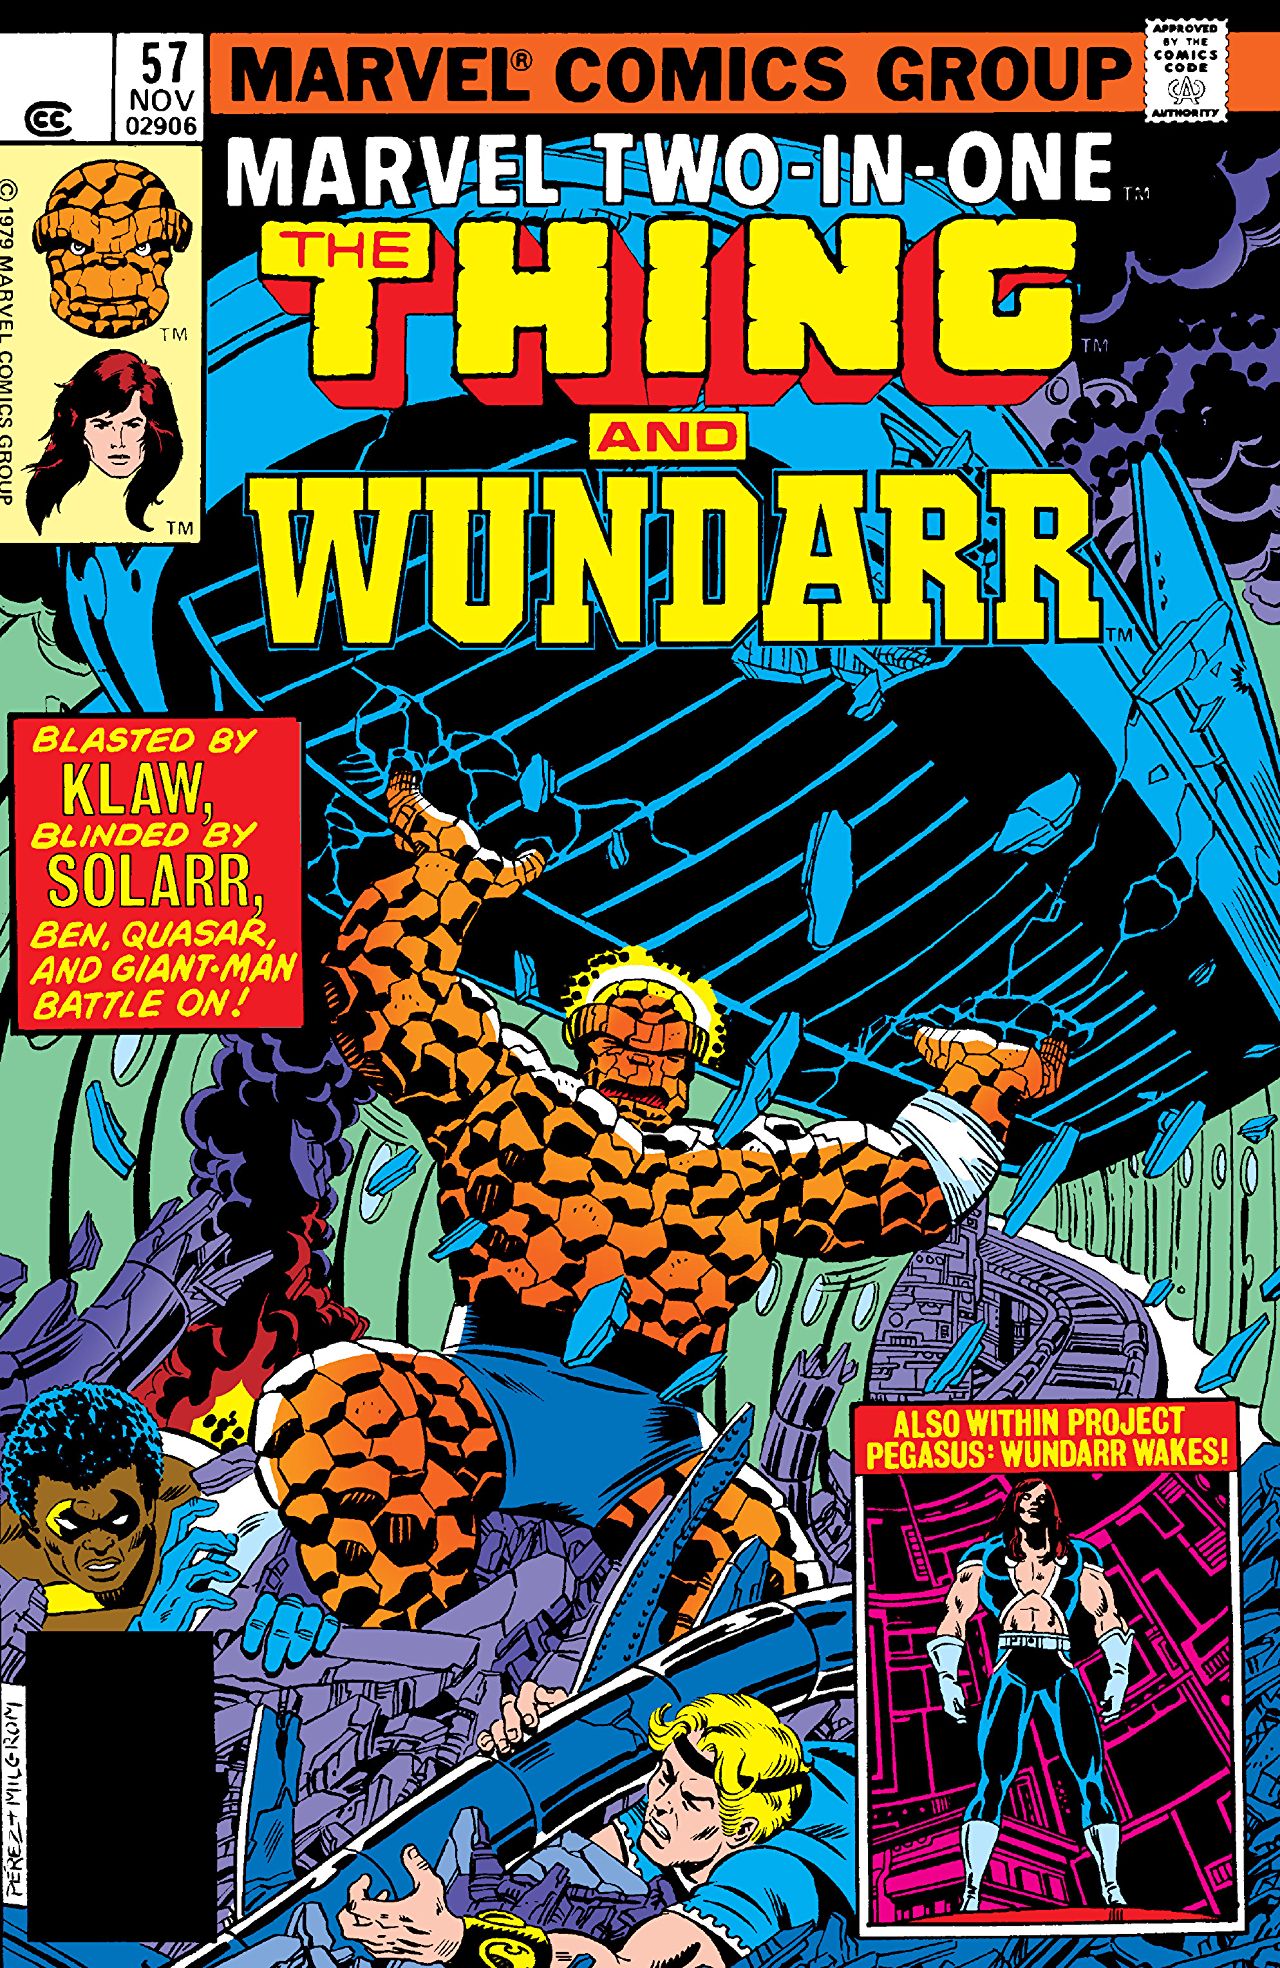 57
NOV
02906
MARVEL® COMICS GROUP
APPROVED
BY THE
COMICS
CODE
CA
AUTHORITY
CC
© 1979 MARVEL COMICS GROUP
TM
TM
MARVEL TWO-IN-ONE™
THE
THING™
AND
WUNDARR™
BLASTED BY
KLAW,
BLINDED BY
SOLARR,
BEN, QUASAR,
AND GIANT-MAN
BATTLE ON!
ALSO WITHIN PROJECT
PEGASUS: WUNDARR WAKES!
PEREZ + MILGROM